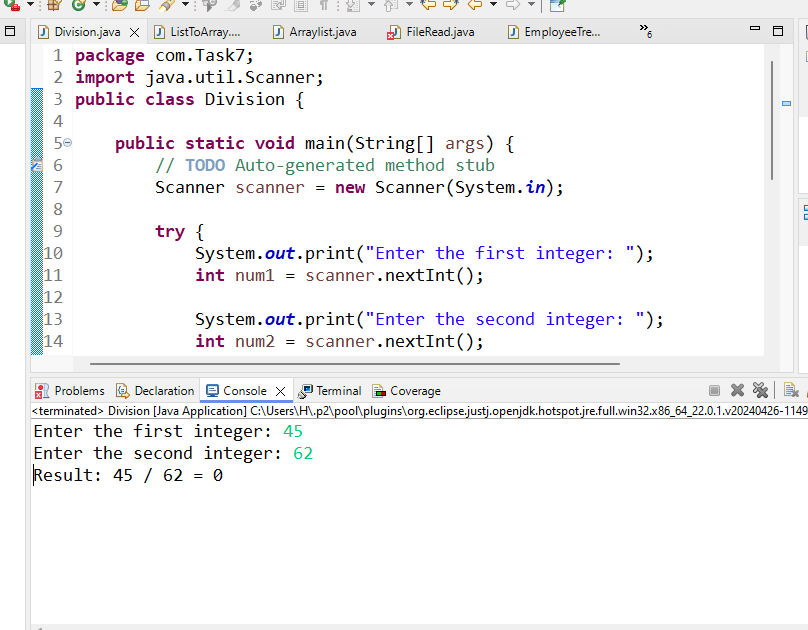 Division.java ListToArray.... Arraylist.java FileRead.java EmployeeTre... »6
1 package com.Task7;
2 import java.util.Scanner;
3 public class Division {
4
5 public static void main(String[] args) {
6 // TODO Auto-generated method stub
7 Scanner scanner = new Scanner(System.in);
8
9 try {
10 System.out.print("Enter the first integer: ");
11 int num1 = scanner.nextInt();
12
13 System.out.print("Enter the second integer: ");
14 int num2 = scanner.nextInt();
Problems Declaration Console Terminal Coverage
<terminated> Division [Java Application] C:\Users\H\.p2\pool\plugins\org.eclipse.justj.openjdk.hotspot.jre.full.win32.x86_64_22.0.1.v20240426-1149
Enter the first integer: 45
Enter the second integer: 62
Result: 45 / 62 = 0